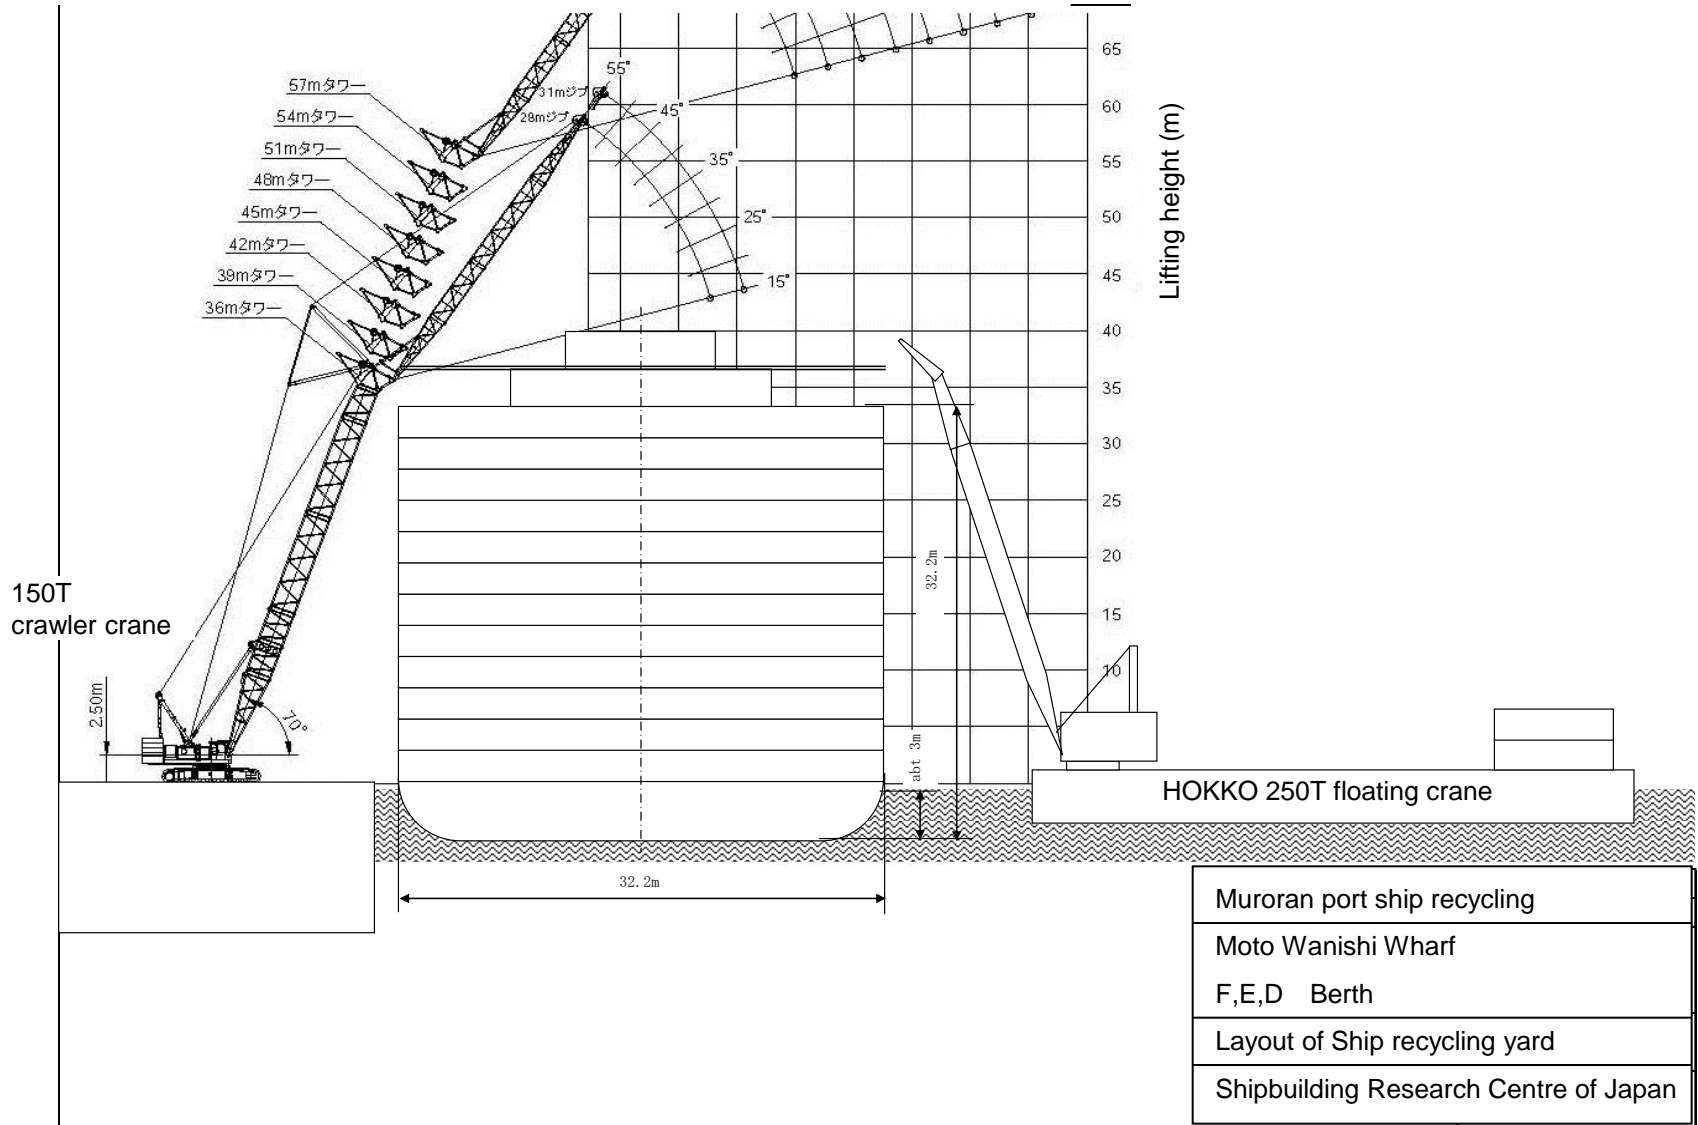 57mタワー
54mタワー
51mタワー
48mタワー
45mタワー
42mタワー
39mタワー
36mタワー
31mジブ
28mジブ
55°
45°
35°
25°
15°
65
60
55
50
45
40
35
30
25
20
15
10
Lifting height (m)
150T
crawler crane
2.50m
70°
32.2m
abt 3m
32.2m
HOKKO 250T floating crane
Muroran port ship recycling
Moto Wanishi Wharf
F,E,D Berth
Layout of Ship recycling yard
Shipbuilding Research Centre of Japan